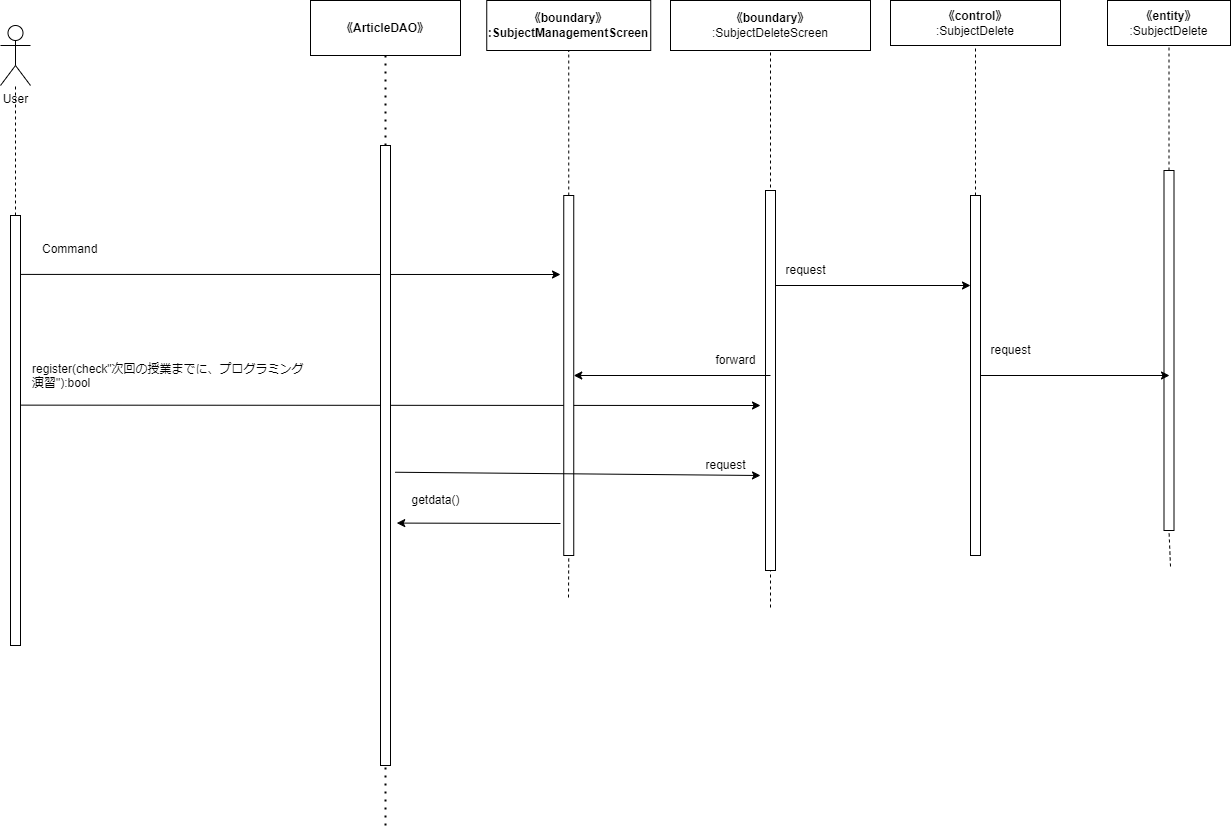 《ArticleDAO》
《boundary》
:SubjectManagementScreen
《boundary》
:SubjectDeleteScreen
《control》
:SubjectDelete
《entity》
:SubjectDelete
User
Command
request
register(check"次回の授業までに、プログラミング
演習"):bool
forward
request
request
getdata()